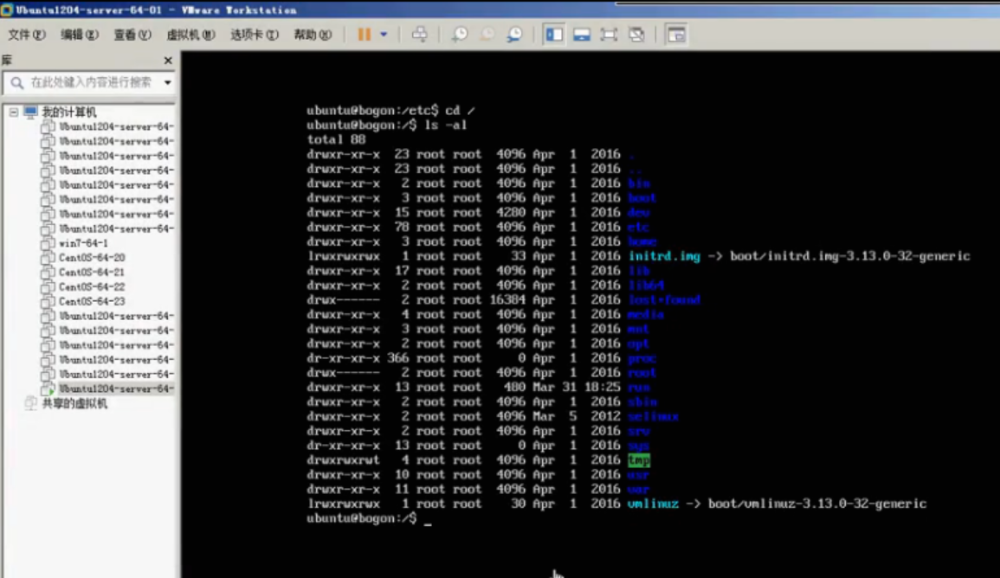 Ubuntu1204-server-64-01 - VMware Workstation
文件(F) 编辑(E) 查看(V) 虚拟机(M) 选项卡(T) 帮助(H)
库
在此处键入内容进行搜索
我的计算机
Ubuntu1204-server-64-
Ubuntu1204-server-64-
Ubuntu1204-server-64-
Ubuntu1204-server-64-
Ubuntu1204-server-64-
Ubuntu1204-server-64-
Ubuntu1204-server-64-
Ubuntu1204-server-64-
win7-64-1
CentOS-64-20
CentOS-64-21
CentOS-64-22
CentOS-64-23
Ubuntu1204-server-64-
Ubuntu1204-server-64-
Ubuntu1204-server-64-
Ubuntu1204-server-64-
Ubuntu1204-server-64-
Ubuntu1204-server-64-
共享的虚拟机
ubuntu@bogon:/etc$ cd /
ubuntu@bogon:/$ ls -al
total 88
drwxr-xr-x 23 root root 4096 Apr 1 2016 .
drwxr-xr-x 23 root root 4096 Apr 1 2016 ..
drwxr-xr-x 2 root root 4096 Apr 1 2016 bin
drwxr-xr-x 3 root root 4096 Apr 1 2016 boot
drwxr-xr-x 15 root root 4280 Apr 1 2016 dev
drwxr-xr-x 78 root root 4096 Apr 1 2016 etc
drwxr-xr-x 3 root root 4096 Apr 1 2016 home
lrwxrwxrwx 1 root root 33 Apr 1 2016 initrd.img -> boot/initrd.img-3.13.0-32-generic
drwxr-xr-x 17 root root 4096 Apr 1 2016 lib
drwxr-xr-x 2 root root 4096 Apr 1 2016 lib64
drwx------ 2 root root 16384 Apr 1 2016 lost+found
drwxr-xr-x 4 root root 4096 Apr 1 2016 media
drwxr-xr-x 3 root root 4096 Apr 1 2016 mnt
drwxr-xr-x 2 root root 4096 Apr 1 2016 opt
dr-xr-xr-x 366 root root 0 Apr 1 2016 proc
drwx------ 2 root root 4096 Apr 1 2016 root
drwxr-xr-x 13 root root 480 Mar 31 18:25 run
drwxr-xr-x 2 root root 4096 Apr 1 2016 sbin
drwxr-xr-x 2 root root 4096 Mar 5 2012 selinux
drwxr-xr-x 2 root root 4096 Apr 1 2016 srv
dr-xr-xr-x 13 root root 0 Apr 1 2016 sys
drwxrwxrwt 4 root root 4096 Apr 1 2016 tmp
drwxr-xr-x 10 root root 4096 Apr 1 2016 usr
drwxr-xr-x 11 root root 4096 Apr 1 2016 var
lrwxrwxrwx 1 root root 30 Apr 1 2016 vmlinuz -> boot/vmlinuz-3.13.0-32-generic
ubuntu@bogon:/$ _